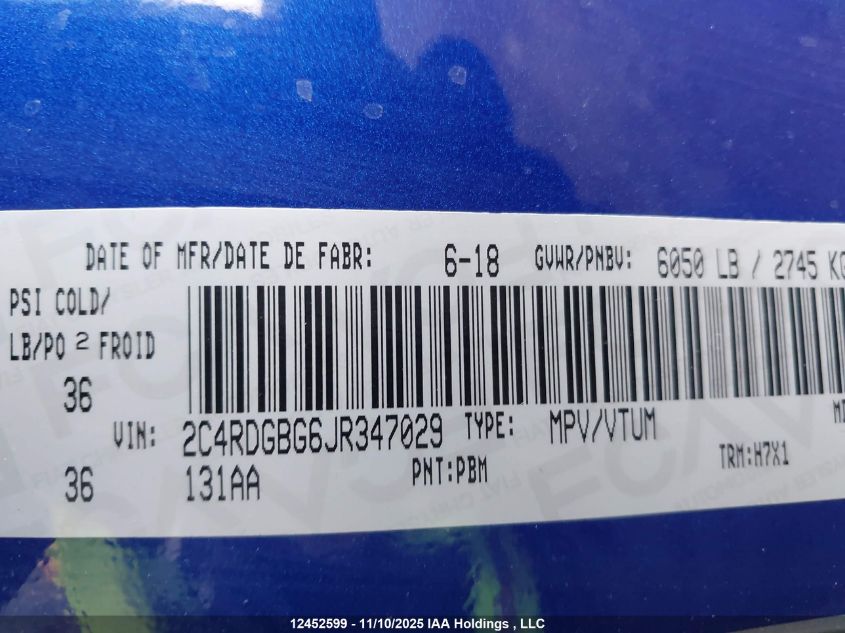 DATE OF MFR/DATE DE FABR: 6-18 GVWR/PNBV: 6050 LB / 2745 KG
PSI COLD/
LB/PO 2 FROID
36
VIN: 2C4RDGBG6JR347029 TYPE: MPV/VTUM
36 131AA PNT:PBM TRM:H7X1
12452599 - 11/10/2025 IAA Holdings , LLC